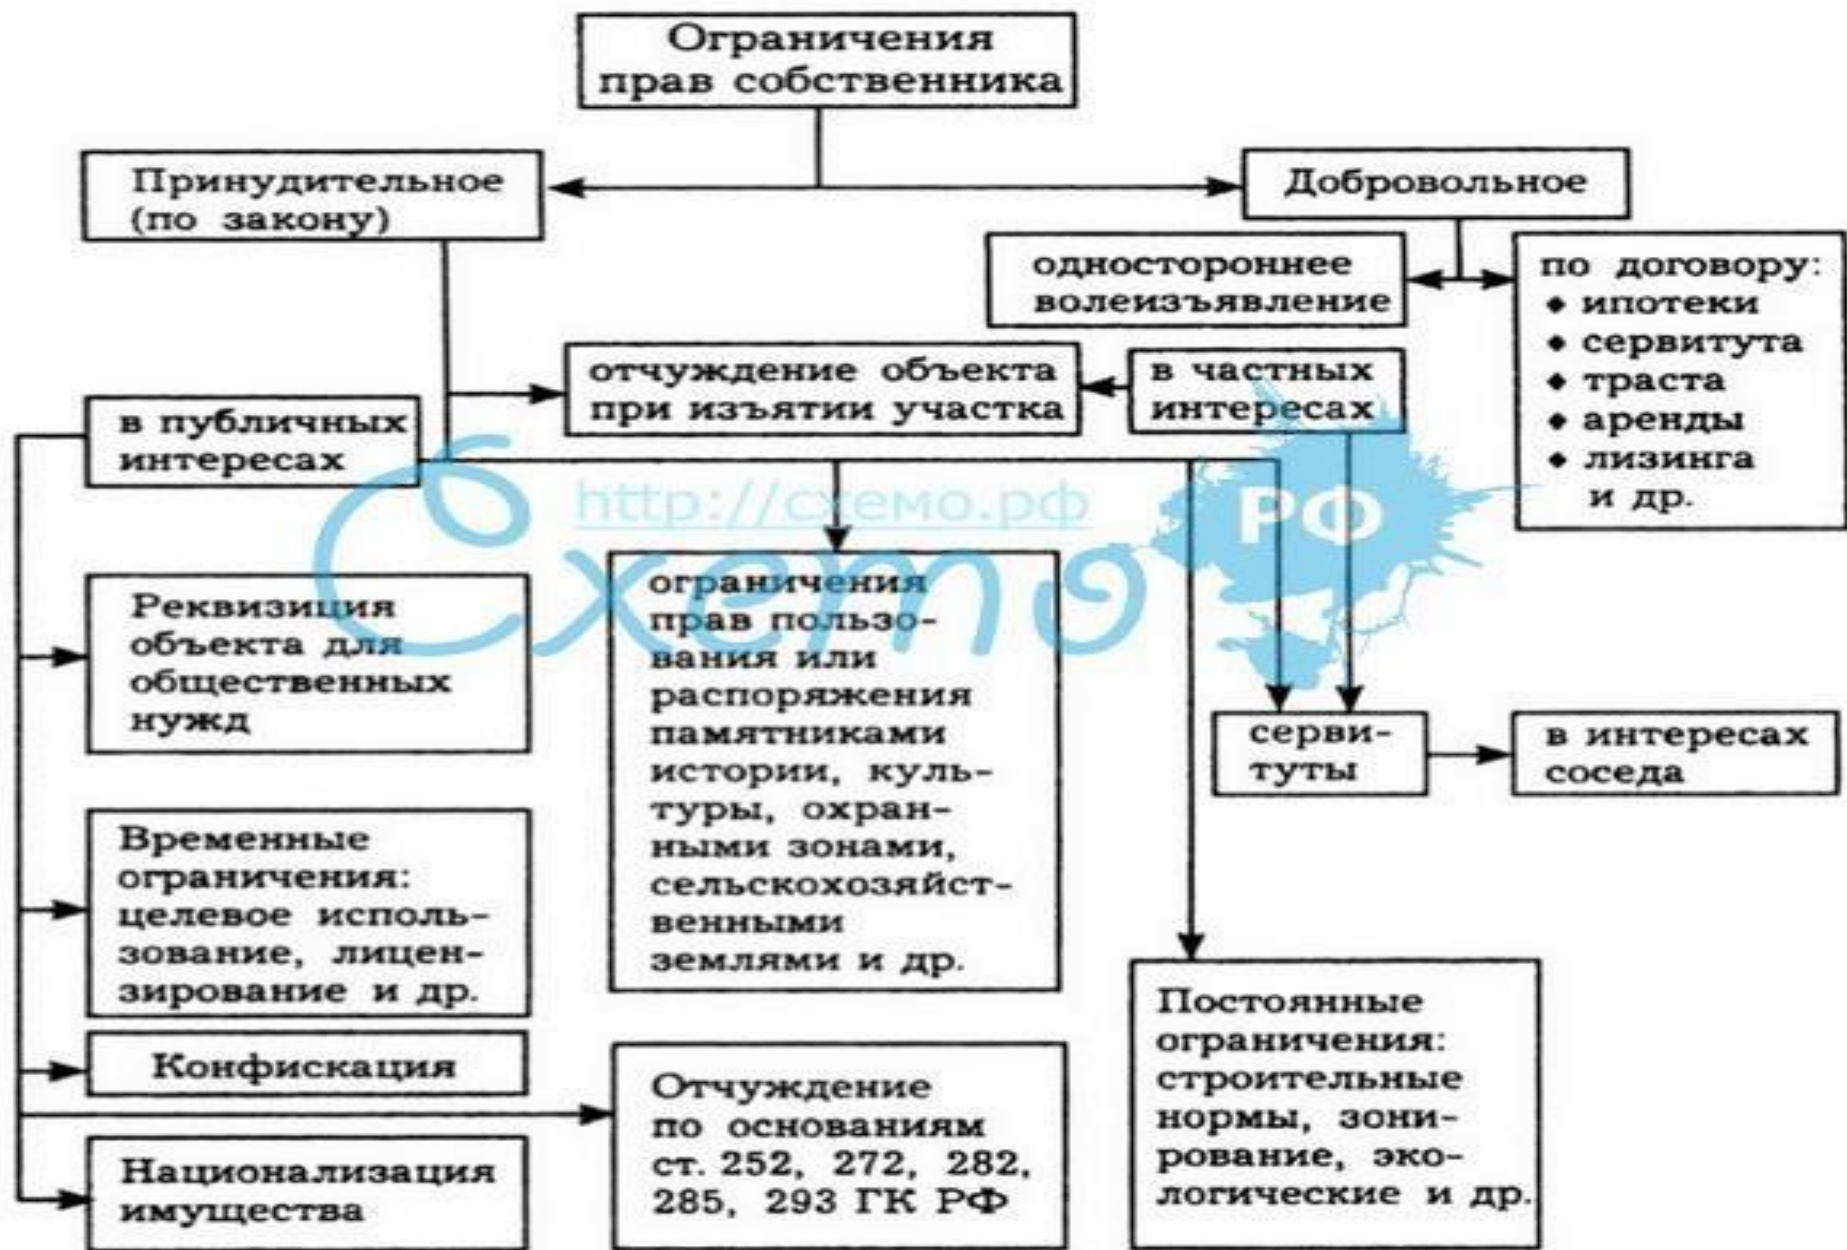 Ограничения
прав собственника
Принудительное
(по закону)
Добровольное
одностороннее
волеизъявление
по договору:
♦ ипотеки
♦ сервитута
♦ траста
♦ аренды
♦ лизинга
и др.
отчуждение объекта
при изъятии участка
в частных
интересах
в публичных
интересах
http://схемо.рф
Схемо
РФ
Реквизиция
объекта для
общественных
нужд
ограничения
прав пользо-
вания или
распоряжения
памятниками
истории, куль-
туры, охран-
ными зонами,
сельскохозяйст-
венными
землями и др.
серви-
туты
в интересах
соседа
Временные
ограничения:
целевое исполь-
зование, лицен-
зирование и др.
Постоянные
ограничения:
строительные
нормы, зони-
рование, эко-
логические и др.
Конфискация
Отчуждение
по основаниям
ст. 252, 272, 282,
285, 293 ГК РФ
Национализация
имущества